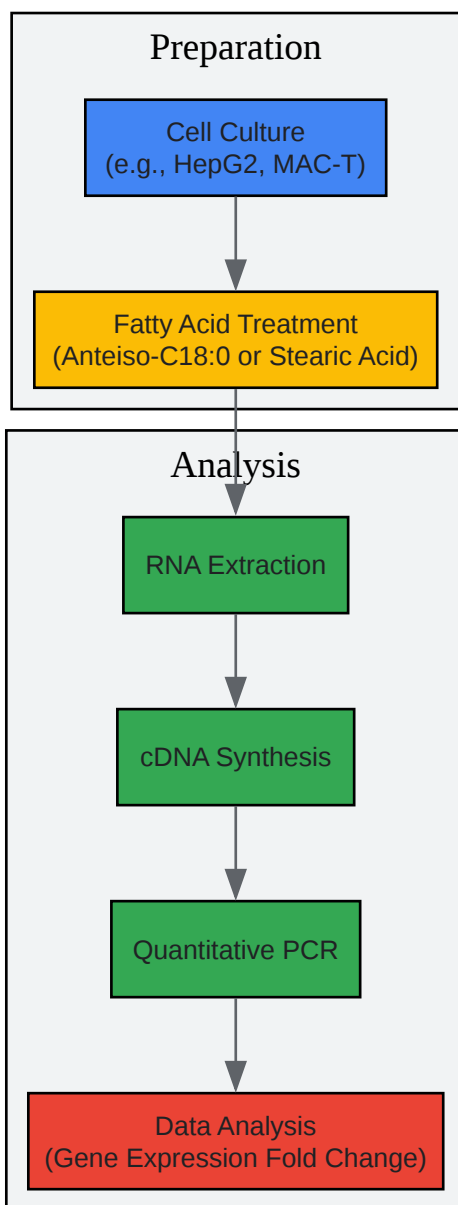 Preparation
Cell Culture
(e.g., HepG2, MAC-T)
Fatty Acid Treatment
(Anteiso-C18:0 or Stearic Acid)
Analysis
RNA Extraction
cDNA Synthesis
Quantitative PCR
Data Analysis
(Gene Expression Fold Change)